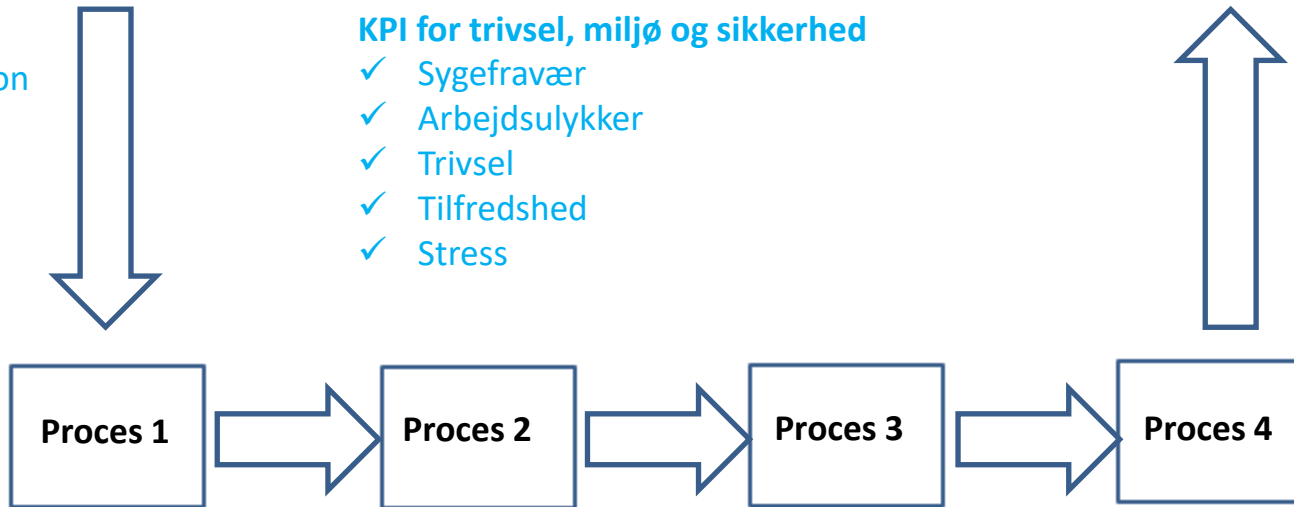 KPI for trivsel, miljø og sikkerhed
on
✓ Sygefravær
✓ Arbejdsulykker
✓ Trivsel
✓ Tilfredshed
✓ Stress
Proces 1
Proces 2
Proces 3
Proces 4